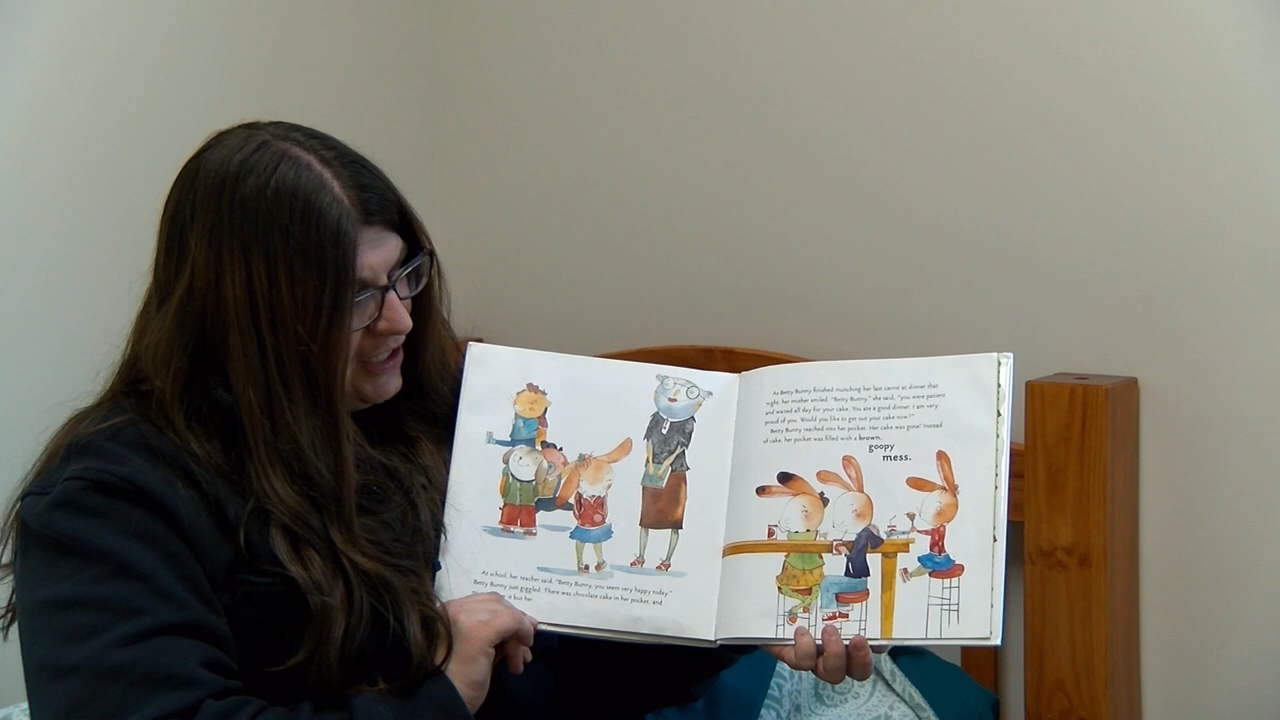 At school, her teacher said, "Betty Bunny, you seem very happy today."
Betty Bunny just giggled. There was chocolate cake in her pocket, and
it but her.
As Betty Bunny finished munching her last carrot at dinner that
night, her mother smiled. "Betty Bunny," she said, "you were patient
and waited all day for your cake. You ate a good dinner. I am very
proud of you. Would you like to get out your cake now?"
Betty Bunny reached into her pocket. Her cake was gone! Instead
of cake, her pocket was filled with a brown,
goopy
mess.